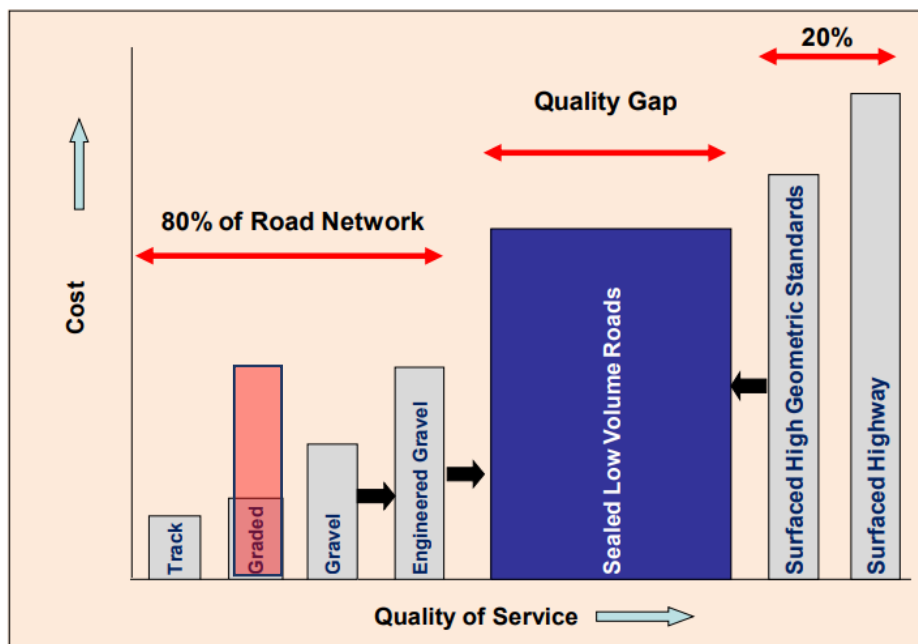 20%
Quality Gap
80% of Road Network
Cost
Track
Graded
Gravel
Engineered Gravel
Sealed Low Volume Roads
Surfaced High Geometric Standards
Surfaced Highway
Quality of Service